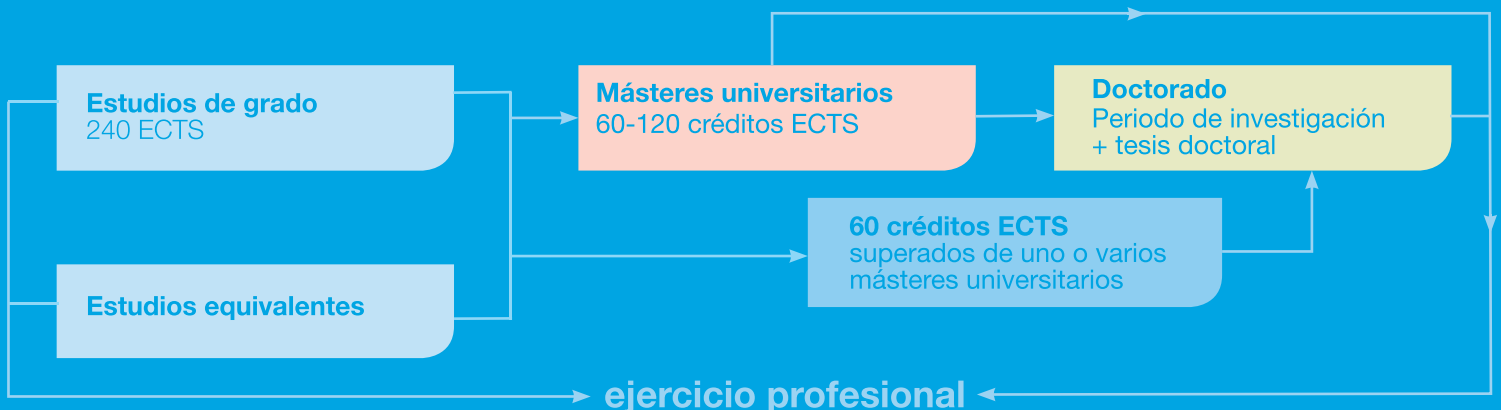 Estudios de grado
240 ECTS
Estudios equivalentes
Másteres universitarios
60-120 créditos ECTS
60 créditos ECTS
superados de uno o varios
másteres universitarios
Doctorado
Periodo de investigación
+ tesis doctoral
ejercicio profesional